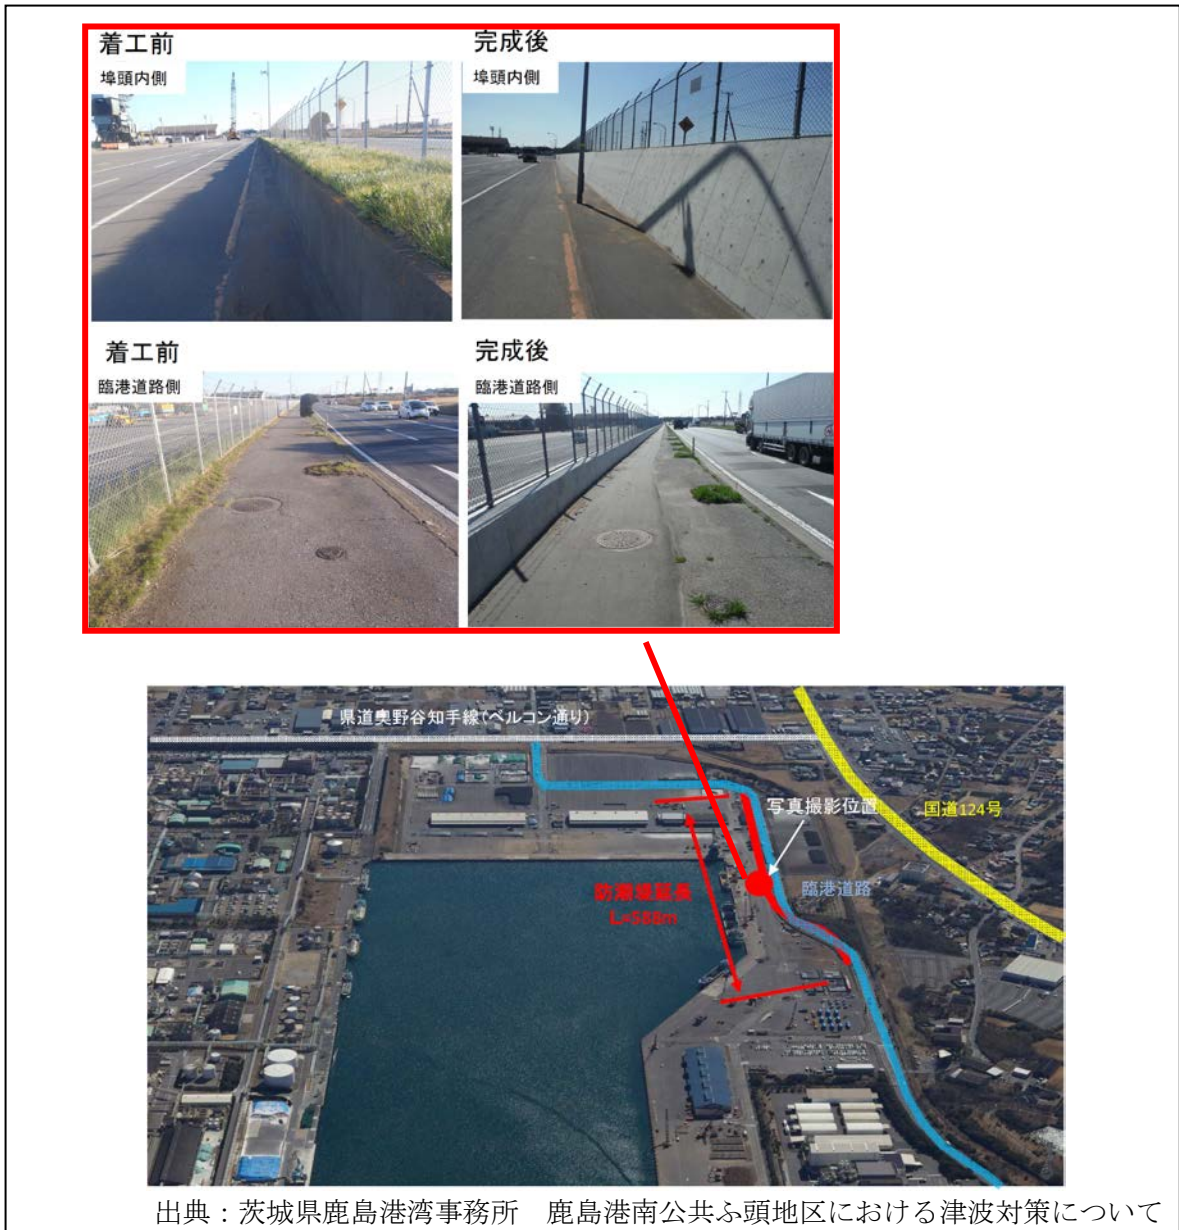 着工前
埠頭内側
完成後
埠頭内側
着工前
臨港道路側
完成後
臨港道路側
県道奥野谷知手線(ベルコン通り)
写真撮影位置
国道124号
臨港道路
防潮堤延長
L=588m
出典：茨城県鹿島港湾事務所　鹿島港南公共ふ頭地区における津波対策について